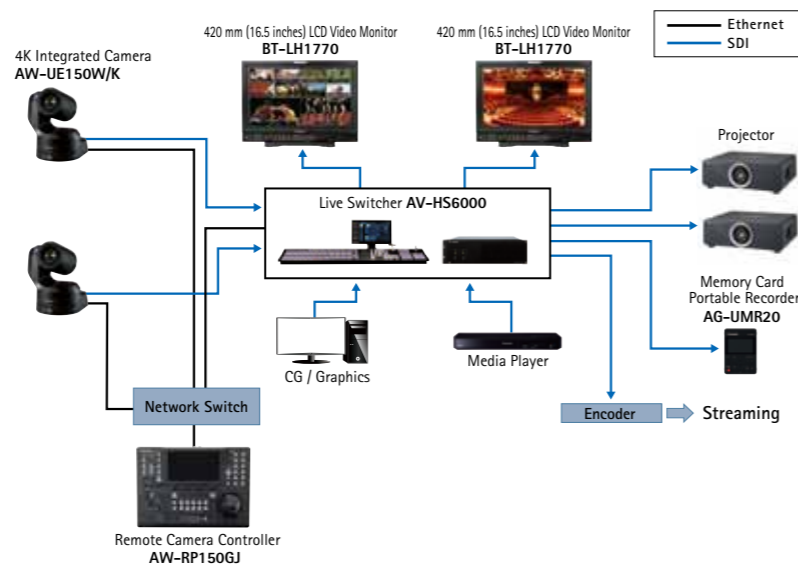 420 mm (16.5 inches) LCD Video Monitor
BT-LH1770
420 mm (16.5 inches) LCD Video Monitor
BT-LH1770
Ethernet
SDI
4K Integrated Camera
AW-UE150W/K
Projector
Live Switcher AV-HS6000
Memory Card
Portable Recorder
AG-UMR20
CG / Graphics
Media Player
Network Switch
Encoder
Streaming
Remote Camera Controller
AW-RP150GJ